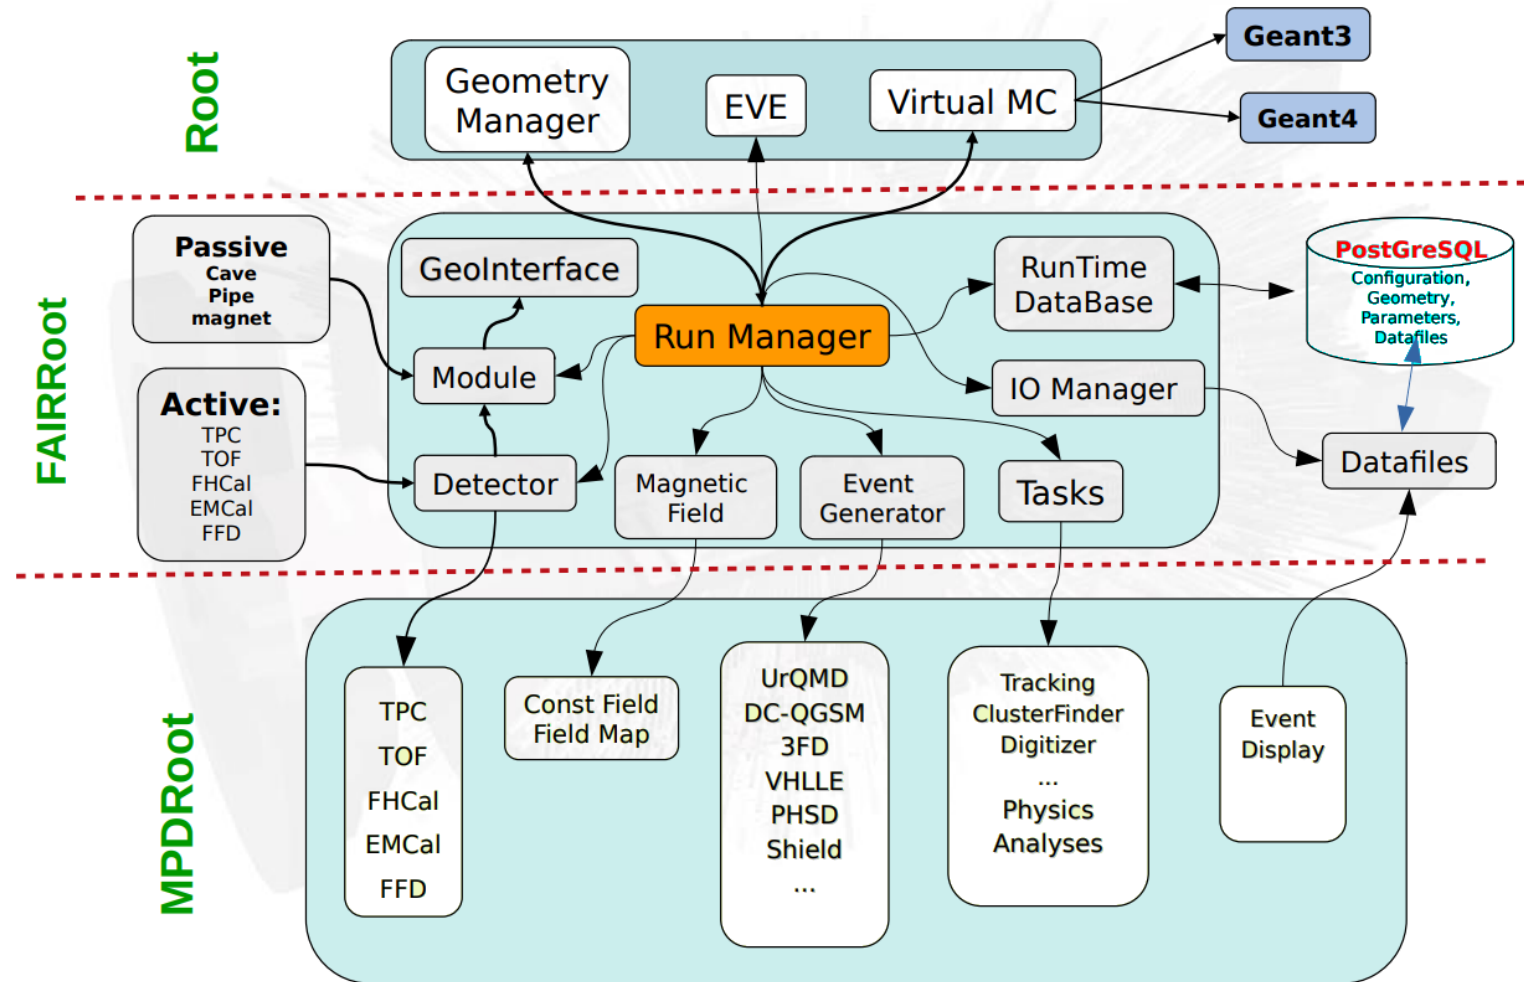 Root
Geometry
Manager
EVE
Virtual MC
Geant3
Geant4
FAIRRoot
Passive
Cave
Pipe
magnet
Active:
TPC
TOF
FHCal
EMCal
FFD
GeoInterface
Module
Detector
Run Manager
Magnetic
Field
Event
Generator
Tasks
RunTime
DataBase
IO Manager
PostGreSQL
Configuration,
Geometry,
Parameters,
Datafiles
Datafiles
MPDRoot
TPC
TOF
FHCal
EMCal
FFD
Const Field
Field Map
UrQMD
DC-QGSM
3FD
VHLLE
PHSD
Shield
...
Tracking
ClusterFinder
Digitizer
...
Physics
Analyses
Event
Display